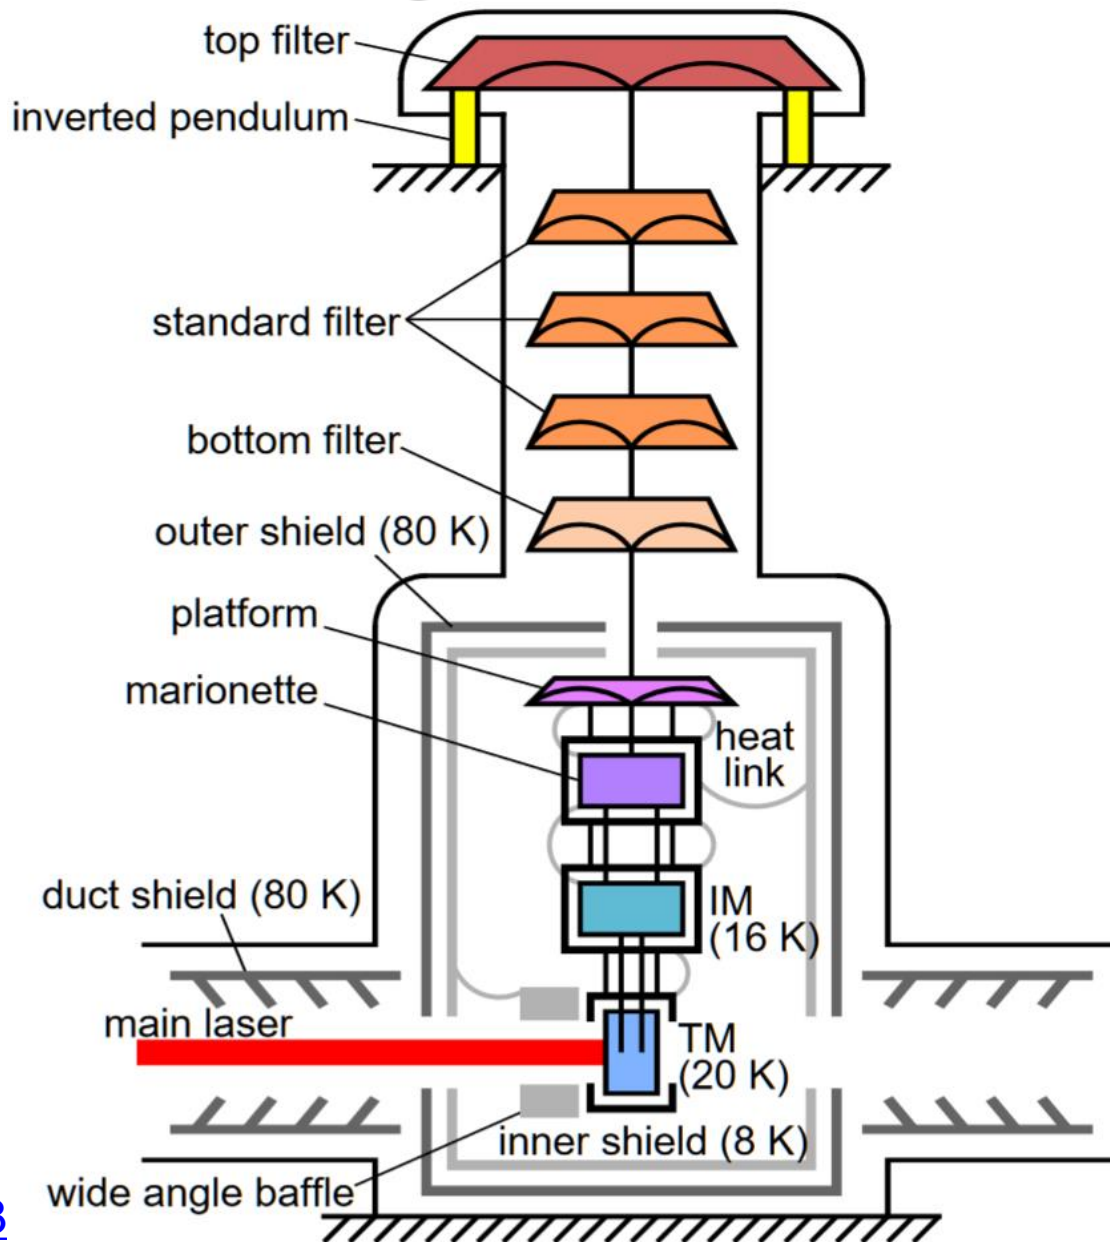 top filter
inverted pendulum
standard filter
bottom filter
outer shield (80 K)
platform
marionette
heat
link
duct shield (80 K)
IM
(16 K)
main laser
TM
(20 K)
inner shield (8 K)
wide angle baffle